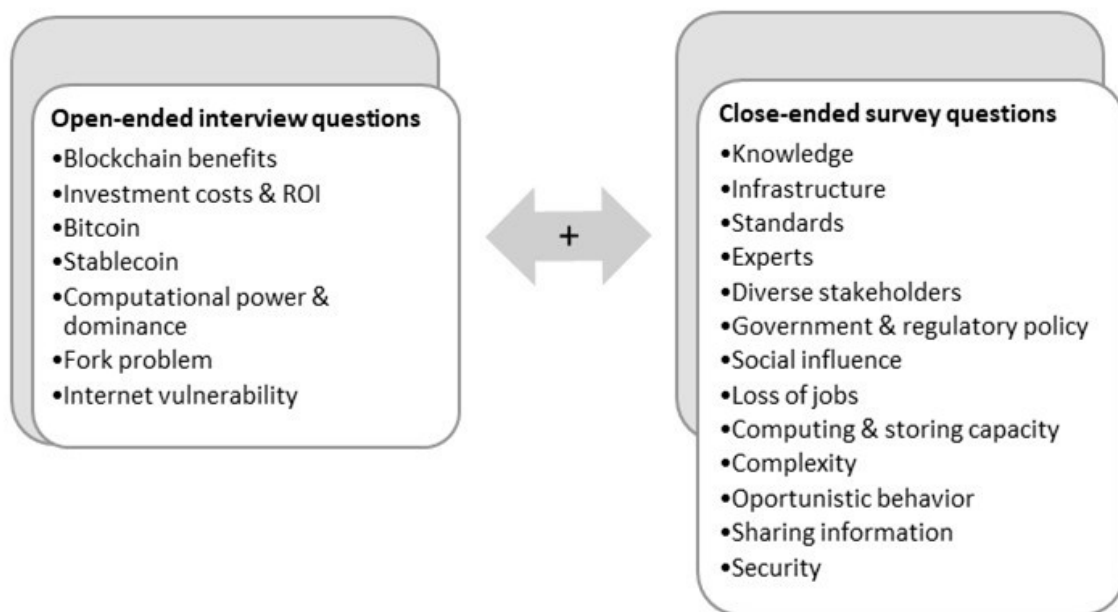 Open-ended interview questions
•Blockchain benefits
•Investment costs & ROI
•Bitcoin
•Stablecoin
•Computational power &
dominance
•Fork problem
•Internet vulnerability
+
Close-ended survey questions
•Knowledge
•Infrastructure
•Standards
•Experts
•Diverse stakeholders
•Government & regulatory policy
•Social influence
•Loss of jobs
•Computing & storing capacity
•Complexity
•Oportunistic behavior
•Sharing information
•Security